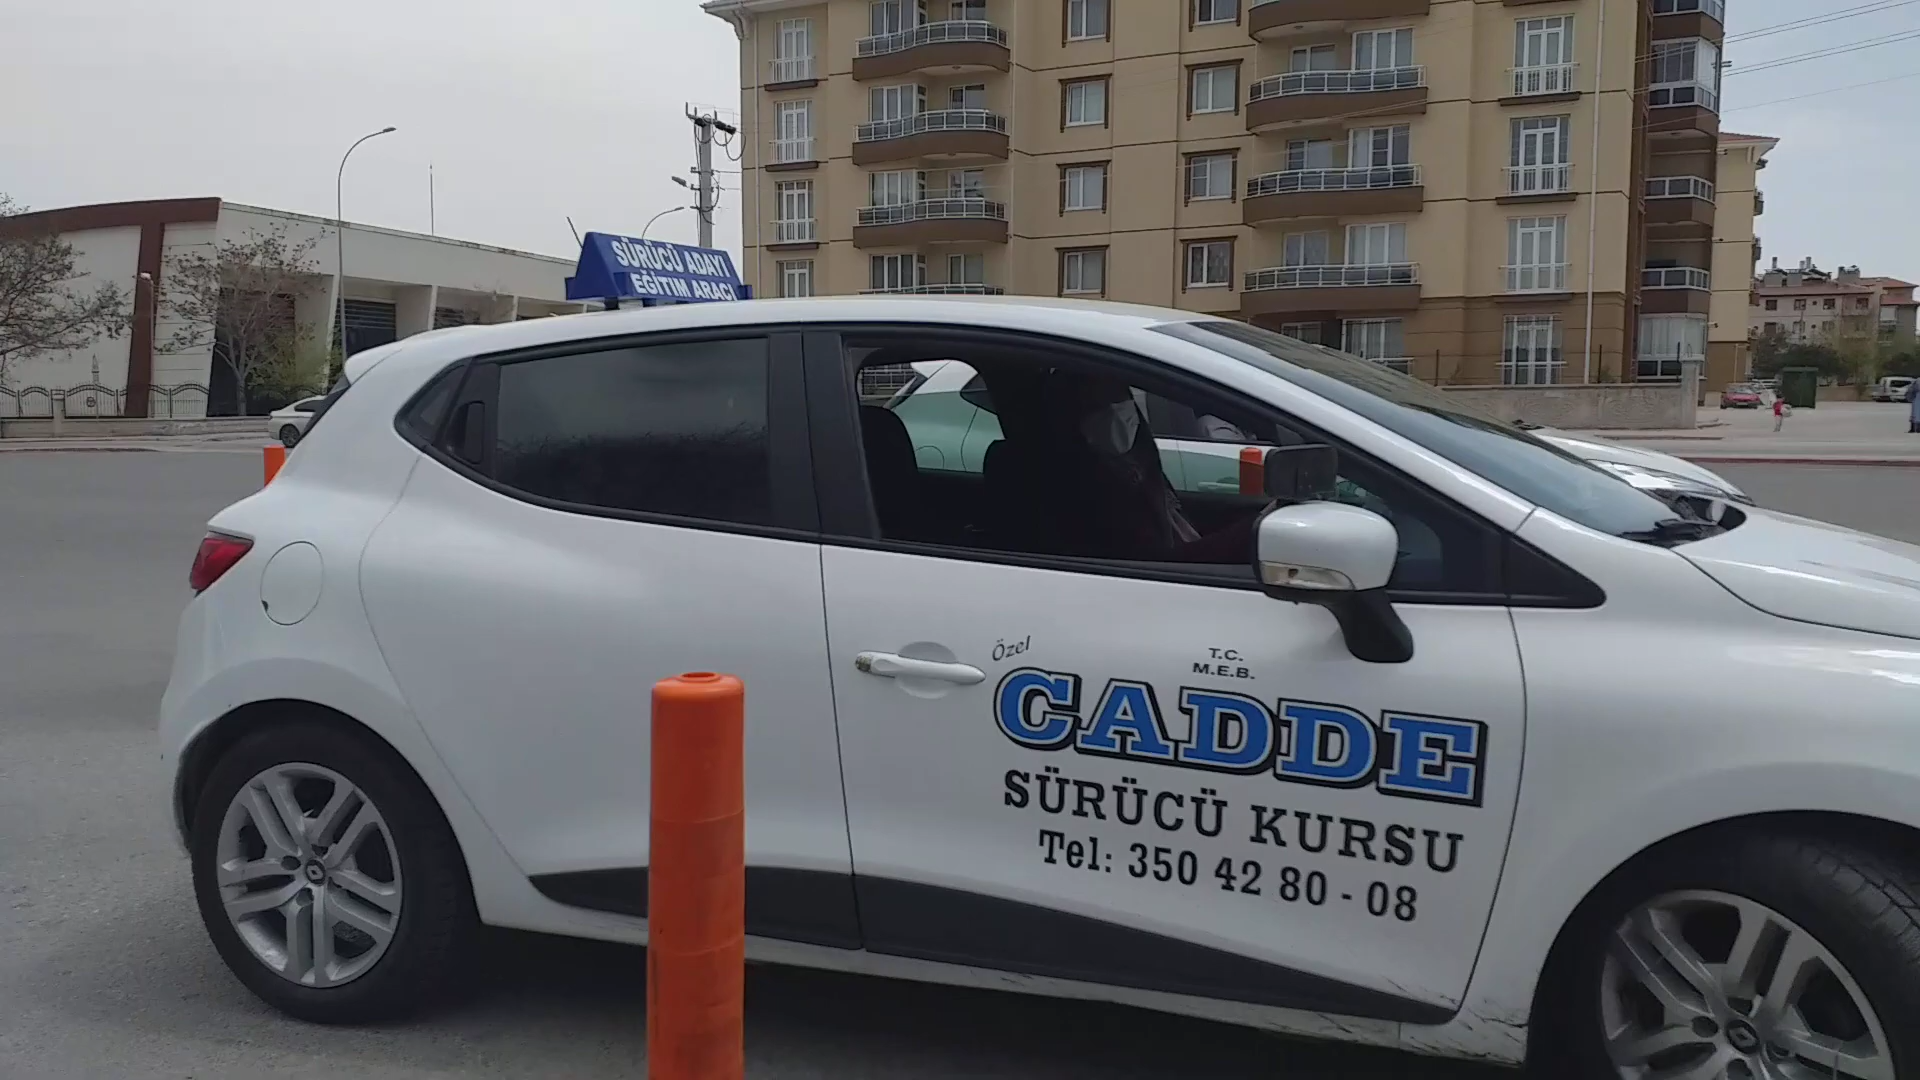 SÜRÜCÜ ADAYI
EĞİTİM ARACI
Özel
T.C.
M.E.B.
CADDE
SÜRÜCÜ KURSU
Tel: 350 42 80 - 08